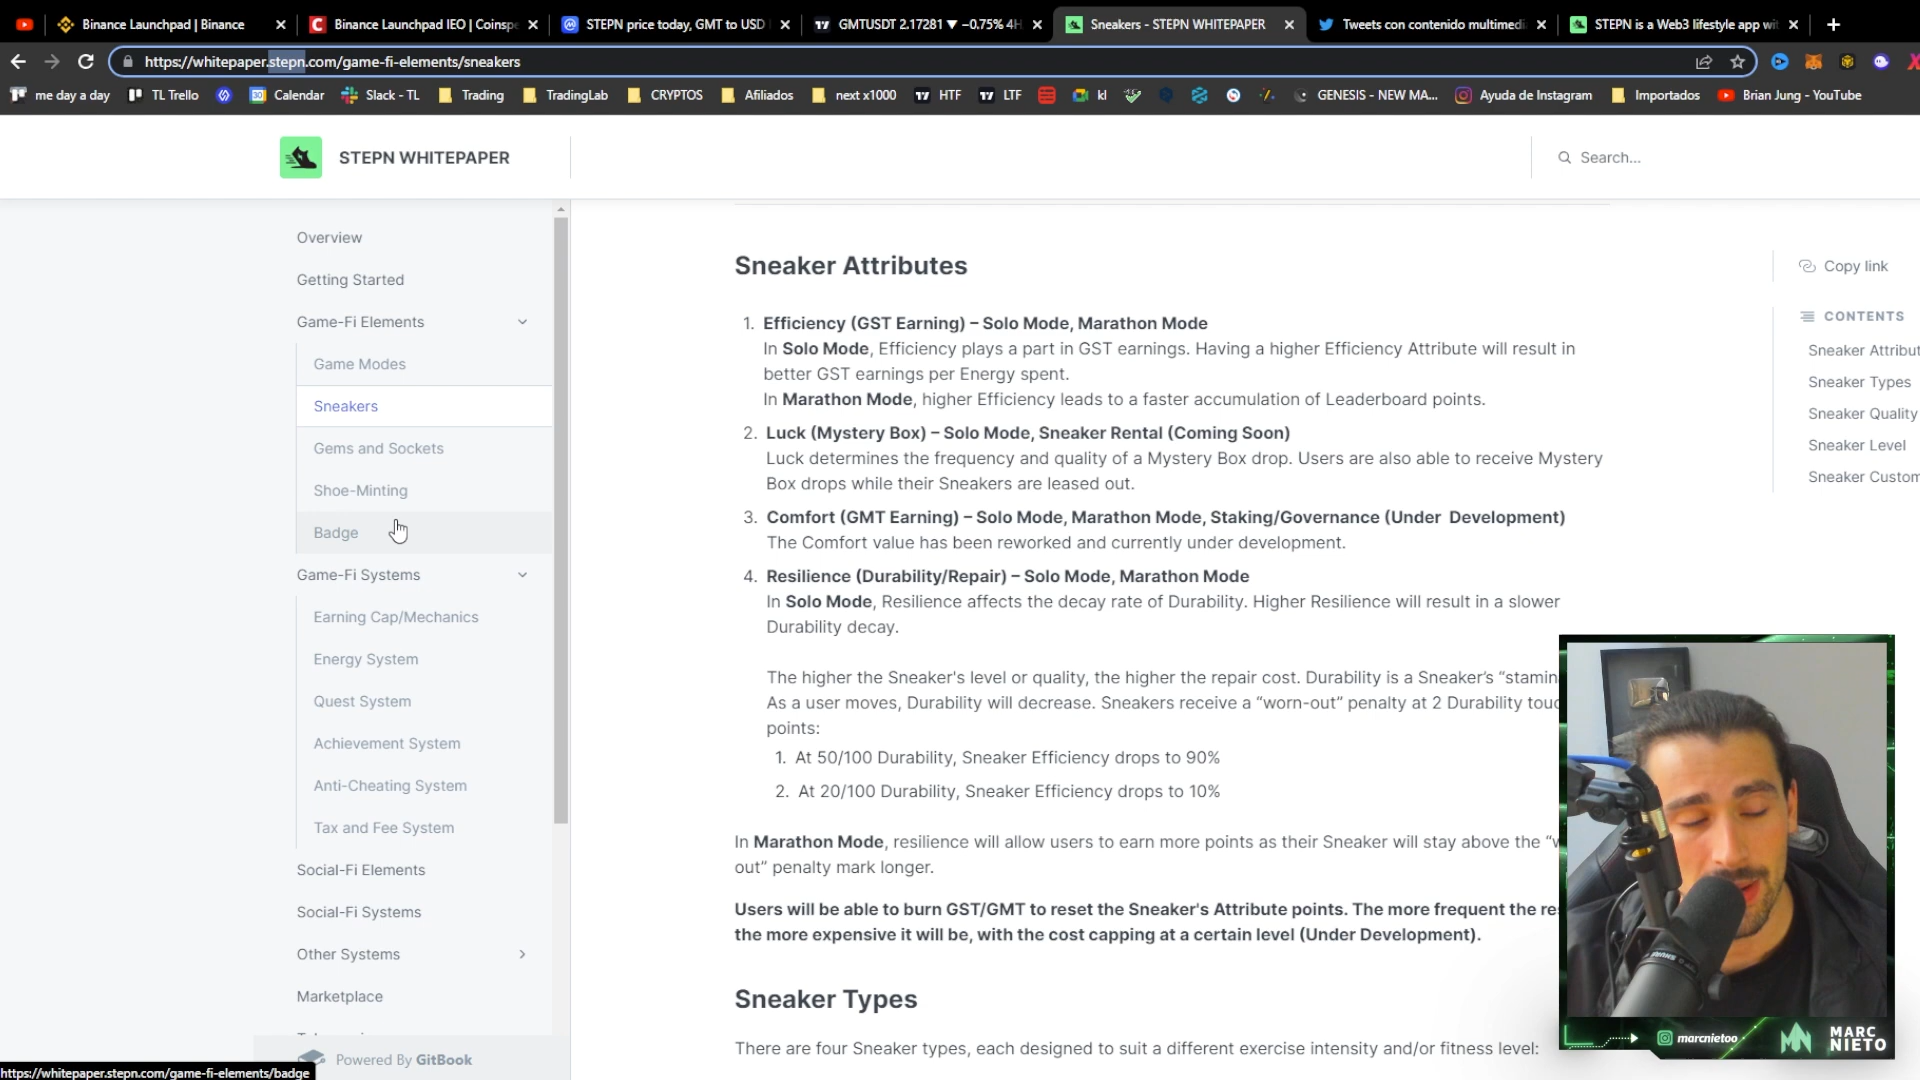 Binance Launchpad | Binance
Binance Launchpad IEO | Coinspe
STEPN price today, GMT to USD
GMTUSDT 2.17281 ▼ −0.75% 4H
Sneakers - STEPN WHITEPAPER
Tweets con contenido multimedi
STEPN is a Web3 lifestyle app wit
https://whitepaper.stepn.com/game-fi-elements/sneakers
me day a day
TL Trello
Calendar
Slack - TL
Trading
TradingLab
CRYPTOS
Afiliados
next x1000
HTF
LTF
kl
GENESIS - NEW MA...
Ayuda de Instagram
Importados
Brian Jung - YouTube
STEPN WHITEPAPER
Search...
Overview
Getting Started
Game-Fi Elements
Game Modes
Sneakers
Gems and Sockets
Shoe-Minting
Badge
Game-Fi Systems
Earning Cap/Mechanics
Energy System
Quest System
Achievement System
Anti-Cheating System
Tax and Fee System
Social-Fi Elements
Social-Fi Systems
Other Systems
Marketplace
Powered By GitBook
https://whitepaper.stepn.com/game-fi-elements/badge
Sneaker Attributes
1. Efficiency (GST Earning) – Solo Mode, Marathon Mode
In Solo Mode, Efficiency plays a part in GST earnings. Having a higher Efficiency Attribute will result in
better GST earnings per Energy spent.
In Marathon Mode, higher Efficiency leads to a faster accumulation of Leaderboard points.
2. Luck (Mystery Box) – Solo Mode, Sneaker Rental (Coming Soon)
Luck determines the frequency and quality of a Mystery Box drop. Users are also able to receive Mystery
Box drops while their Sneakers are leased out.
3. Comfort (GMT Earning) – Solo Mode, Marathon Mode, Staking/Governance (Under Development)
The Comfort value has been reworked and currently under development.
4. Resilience (Durability/Repair) – Solo Mode, Marathon Mode
In Solo Mode, Resilience affects the decay rate of Durability. Higher Resilience will result in a slower
Durability decay.
The higher the Sneaker's level or quality, the higher the repair cost. Durability is a Sneaker's “stamin
As a user moves, Durability will decrease. Sneakers receive a “worn-out” penalty at 2 Durability touc
points:
1. At 50/100 Durability, Sneaker Efficiency drops to 90%
2. At 20/100 Durability, Sneaker Efficiency drops to 10%
In Marathon Mode, resilience will allow users to earn more points as their Sneaker will stay above the “w
out” penalty mark longer.
Users will be able to burn GST/GMT to reset the Sneaker's Attribute points. The more frequent the re
the more expensive it will be, with the cost capping at a certain level (Under Development).
Sneaker Types
There are four Sneaker types, each designed to suit a different exercise intensity and/or fitness level:
Copy link
CONTENTS
Sneaker Attribut
Sneaker Types
Sneaker Quality
Sneaker Level
Sneaker Custom
marcnietoo
MARC
NIETO